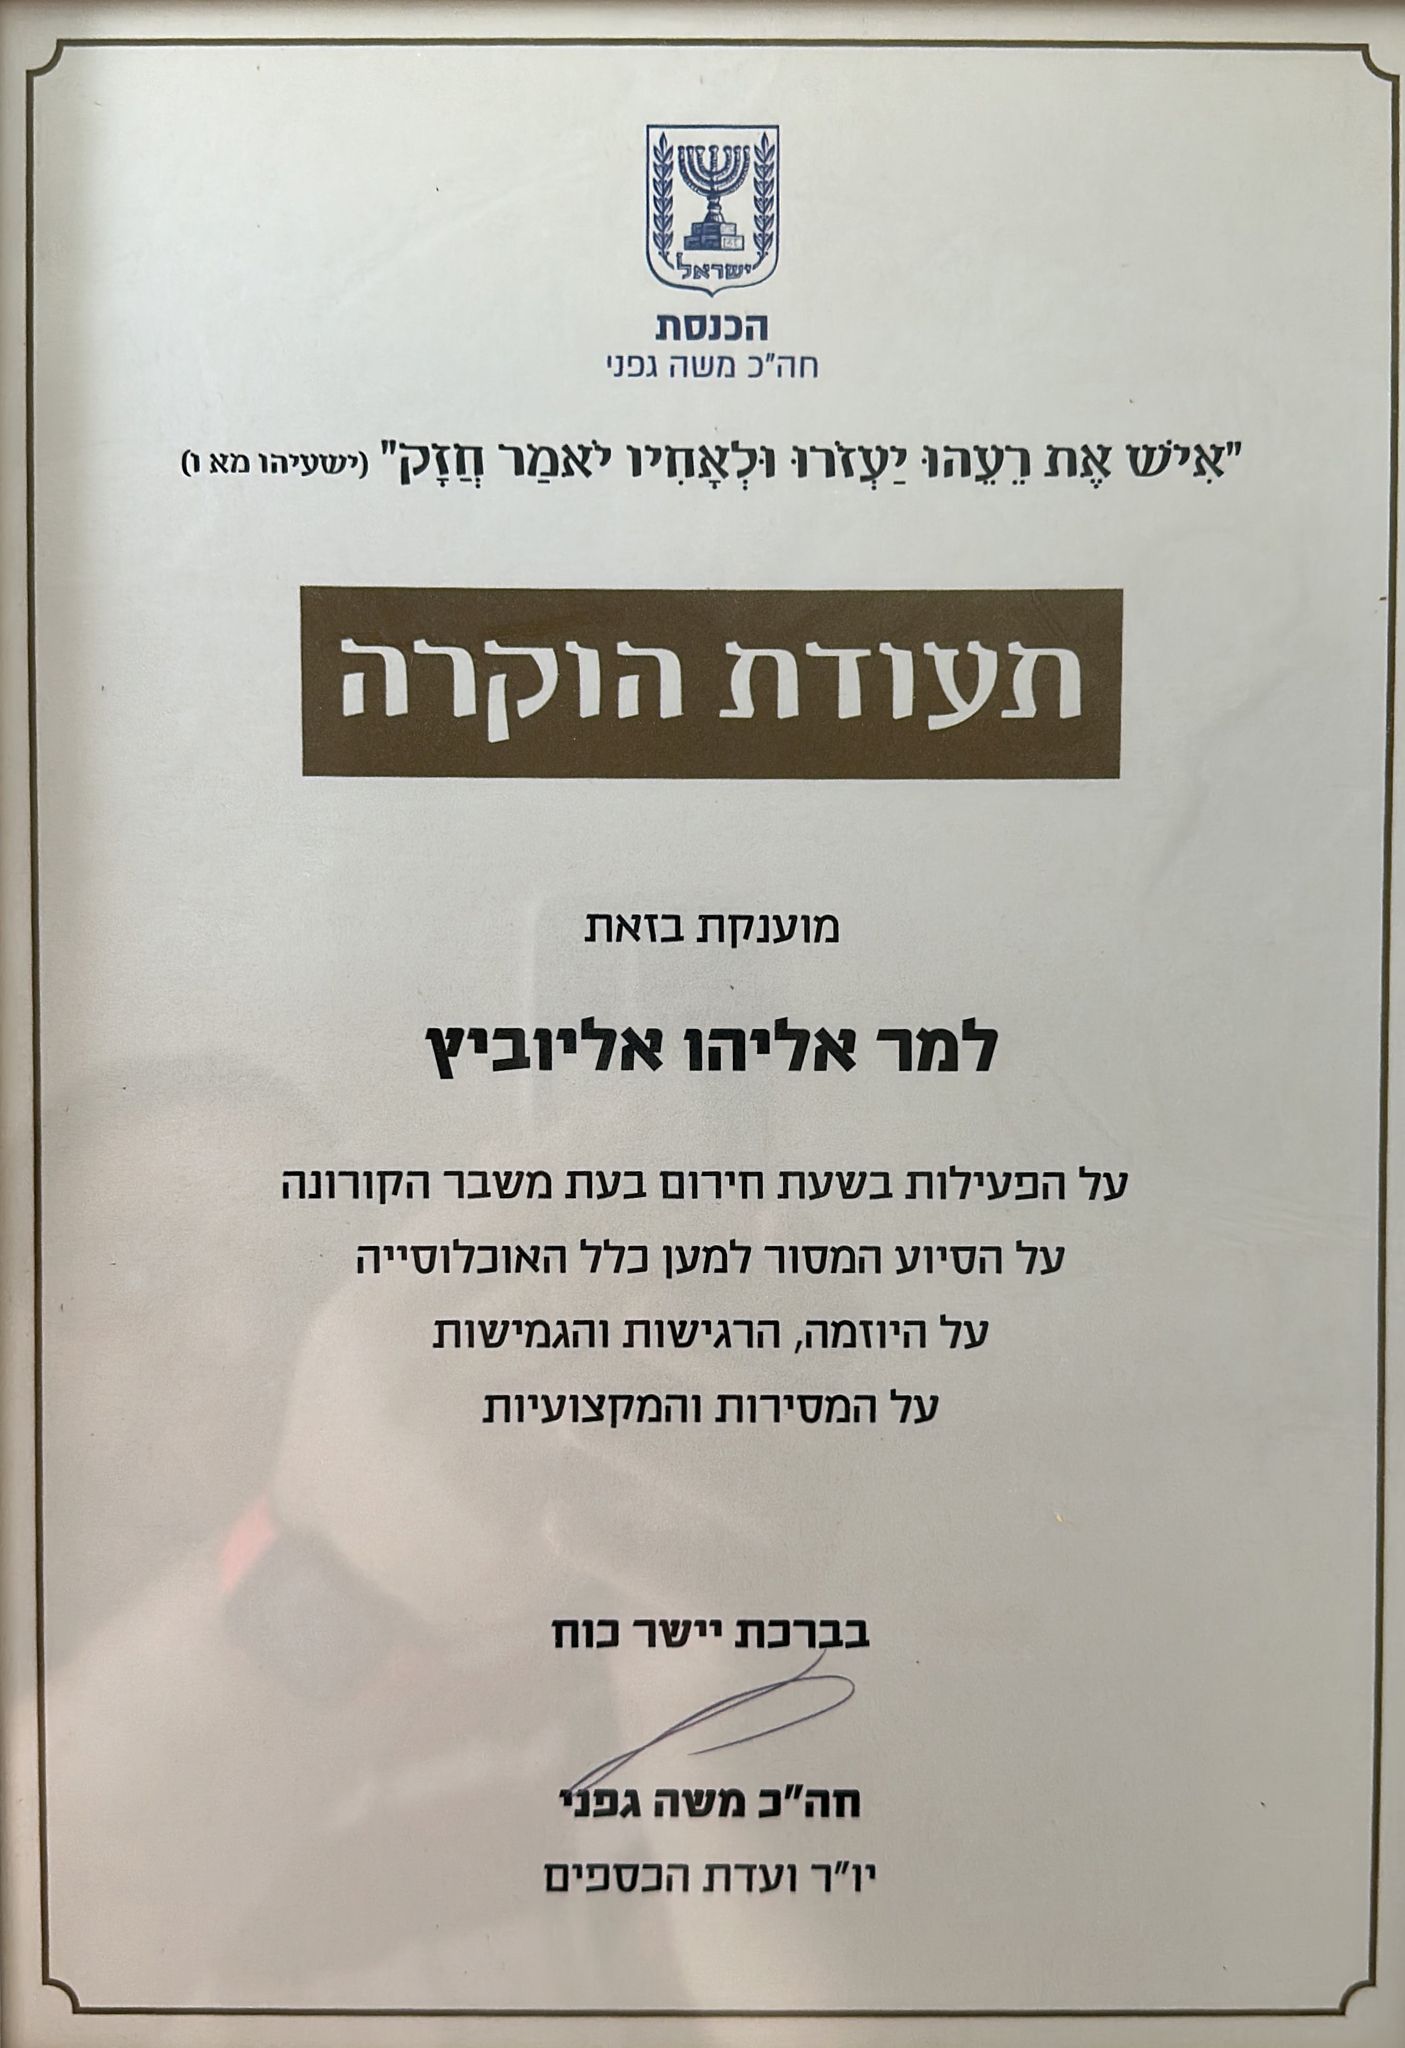 ישראל
הכנסת
חה"כ משה גפני
"אִישׁ אֶת רֵעֵהוּ יַעְזֹרוּ וּלְאָחִיו יֹאמַר חֲזָק" (ישעיהו מא ו)
תעודת הוקרה
מוענקת בזאת
למר אליהו אליוביץ
על הפעילות בשעת חירום בעת משבר הקורונה
על הסיוע המסור למען כלל האוכלוסייה
על היוזמה, הרגישות והגמישות
על המסירות והמקצועיות
בברכת יישר כוח
חה"כ משה גפני
יו"ר ועדת הכספים